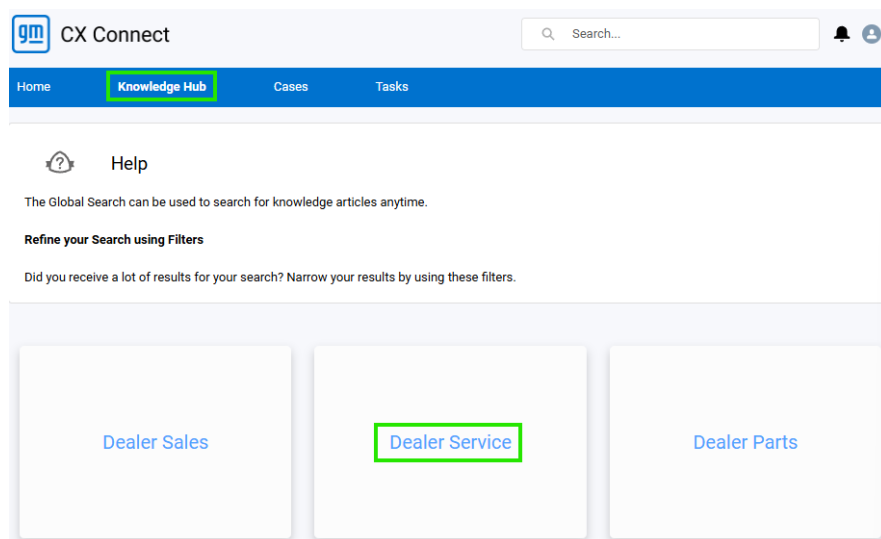 gm CX Connect Search...
Home Knowledge Hub Cases Tasks
? Help
The Global Search can be used to search for knowledge articles anytime.
Refine your Search using Filters
Did you receive a lot of results for your search? Narrow your results by using these filters.
Dealer Sales Dealer Service Dealer Parts